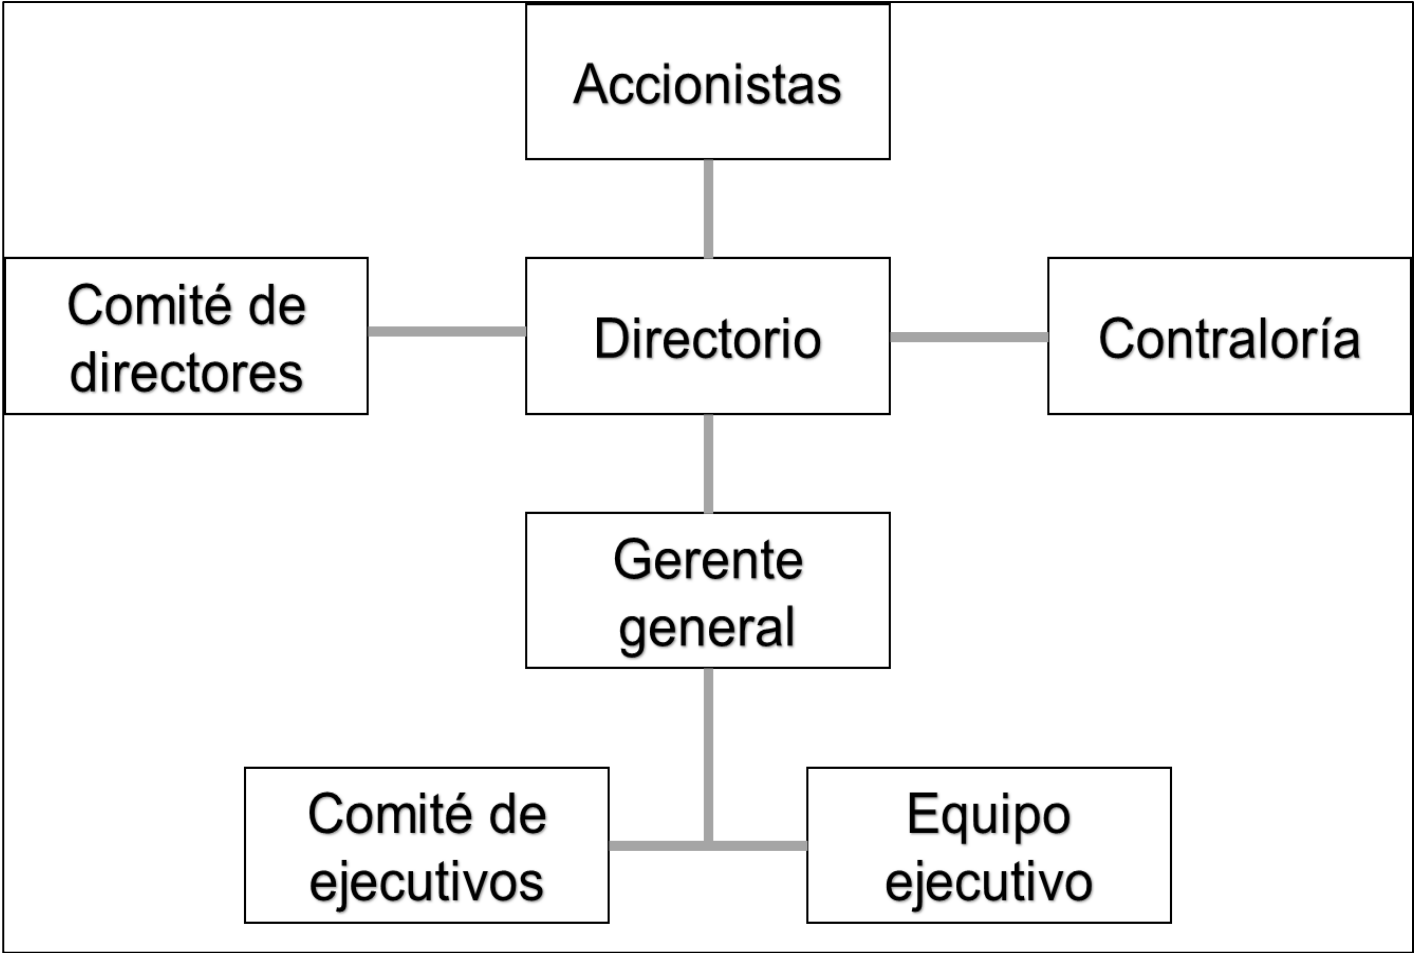 Accionistas
Comité de
directores
Directorio
Contraloría
Gerente
general
Comité de
ejecutivos
Equipo
ejecutivo